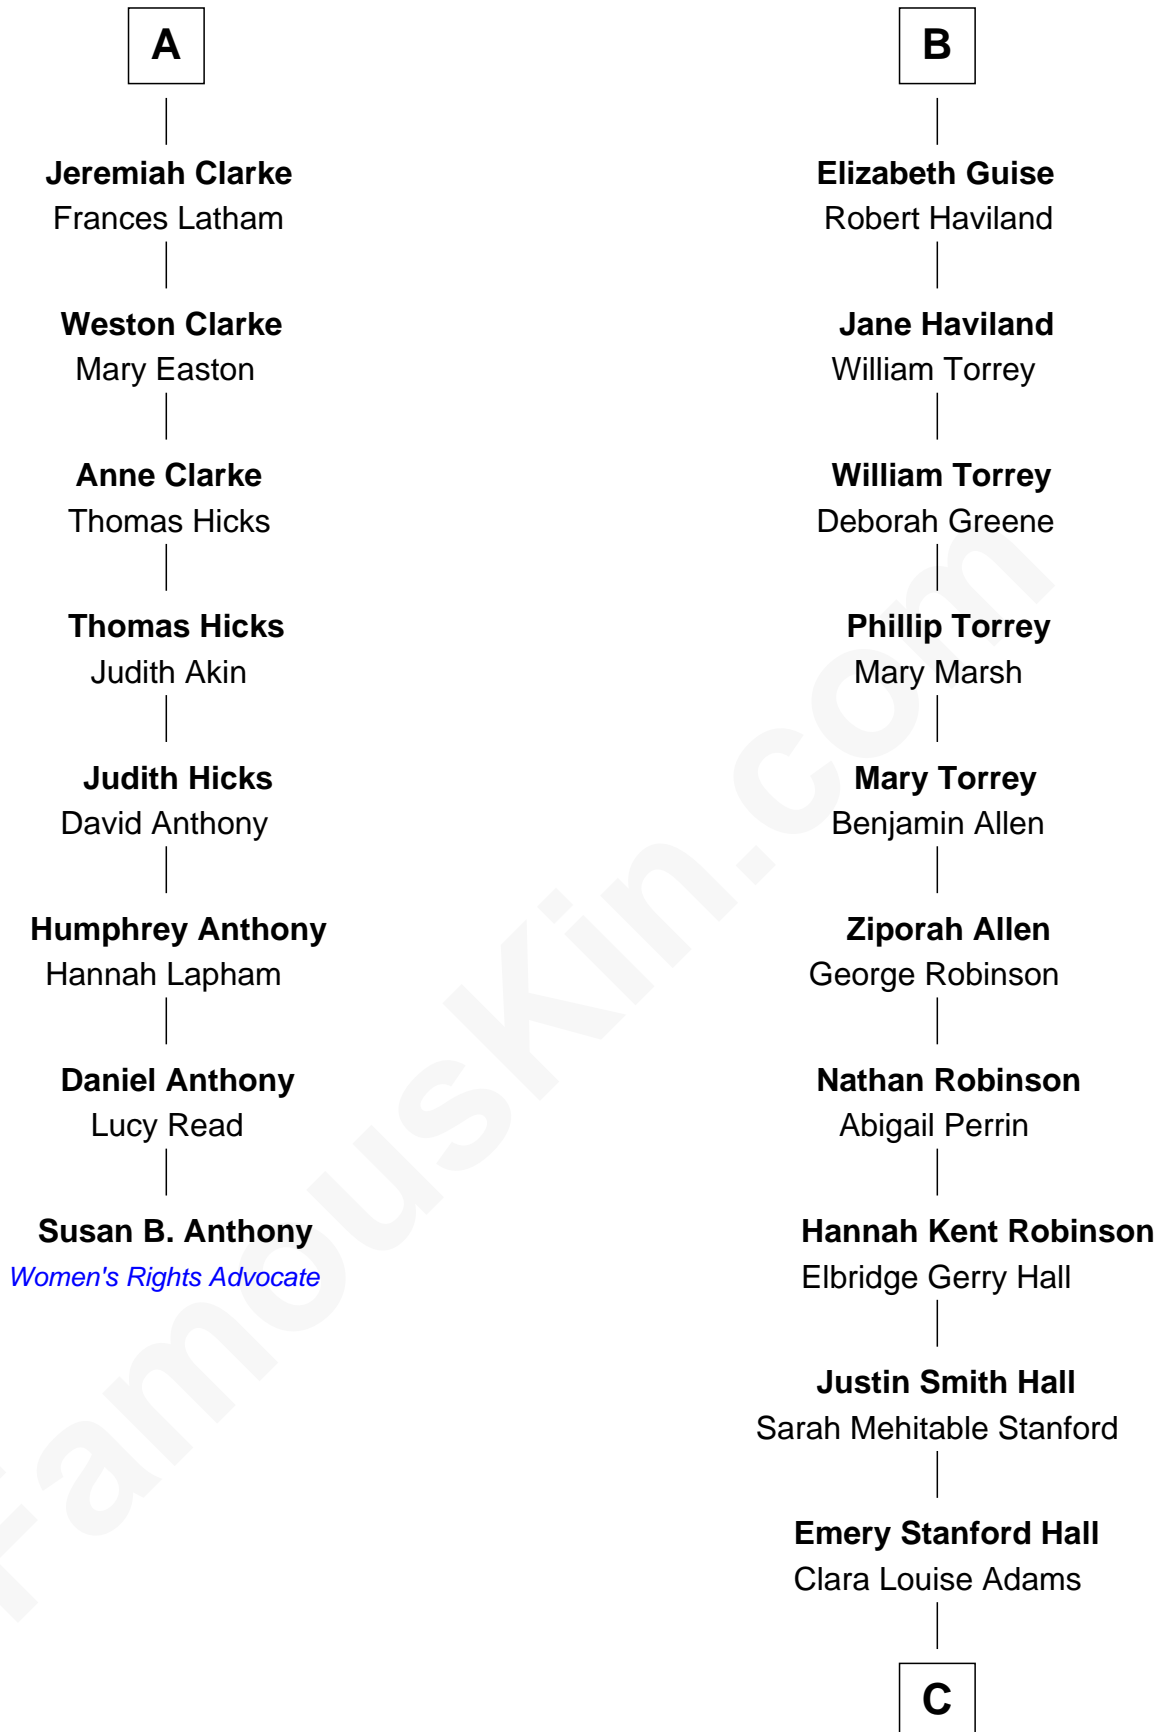 A
Jeremiah Clarke
Frances Latham
Weston Clarke
Mary Easton
Anne Clarke
Thomas Hicks
Thomas Hicks
Judith Akin
Judith Hicks
David Anthony
Humphrey Anthony
Hannah Lapham
Daniel Anthony
Lucy Read
Susan B. Anthony
Women's Rights Advocate
B
Elizabeth Guise
Robert Haviland
Jane Haviland
William Torrey
William Torrey
Deborah Greene
Phillip Torrey
Mary Marsh
Mary Torrey
Benjamin Allen
Ziporah Allen
George Robinson
Nathan Robinson
Abigail Perrin
Hannah Kent Robinson
Elbridge Gerry Hall
Justin Smith Hall
Sarah Mehitable Stanford
Emery Stanford Hall
Clara Louise Adams
C
FamousKin.com